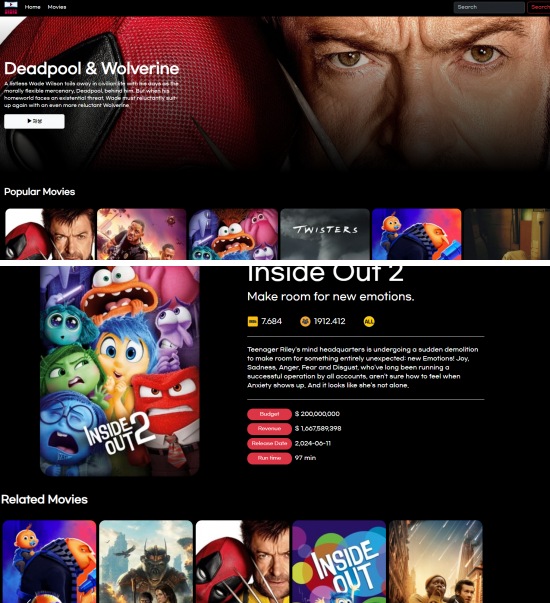 Home Movies
Search
Search
Deadpool & Wolverine
A listless Wade Wilson toils away in civilian life with his days as the
morally flexible mercenary, Deadpool, behind him. But when his
homeworld faces an existential threat, Wade must reluctantly suit-
up again with an even more reluctant Wolverine.
▶ 재생
Popular Movies
TWISTERS
Inside Out 2
Make room for new emotions.
7.684
1912.412
ALL
Teenager Riley's mind headquarters is undergoing a sudden demolition
to make room for something entirely unexpected: new Emotions! Joy,
Sadness, Anger, Fear and Disgust, who've long been running a
successful operation by all accounts, aren't sure how to feel when
Anxiety shows up. And it looks like she's not alone.
Budget $ 200,000,000
Revenue $ 1,667,589,398
Release Date 2,024-06-11
Run time 97 min
INSIDE
OUT 2
Related Movies
INSIDE
OUT